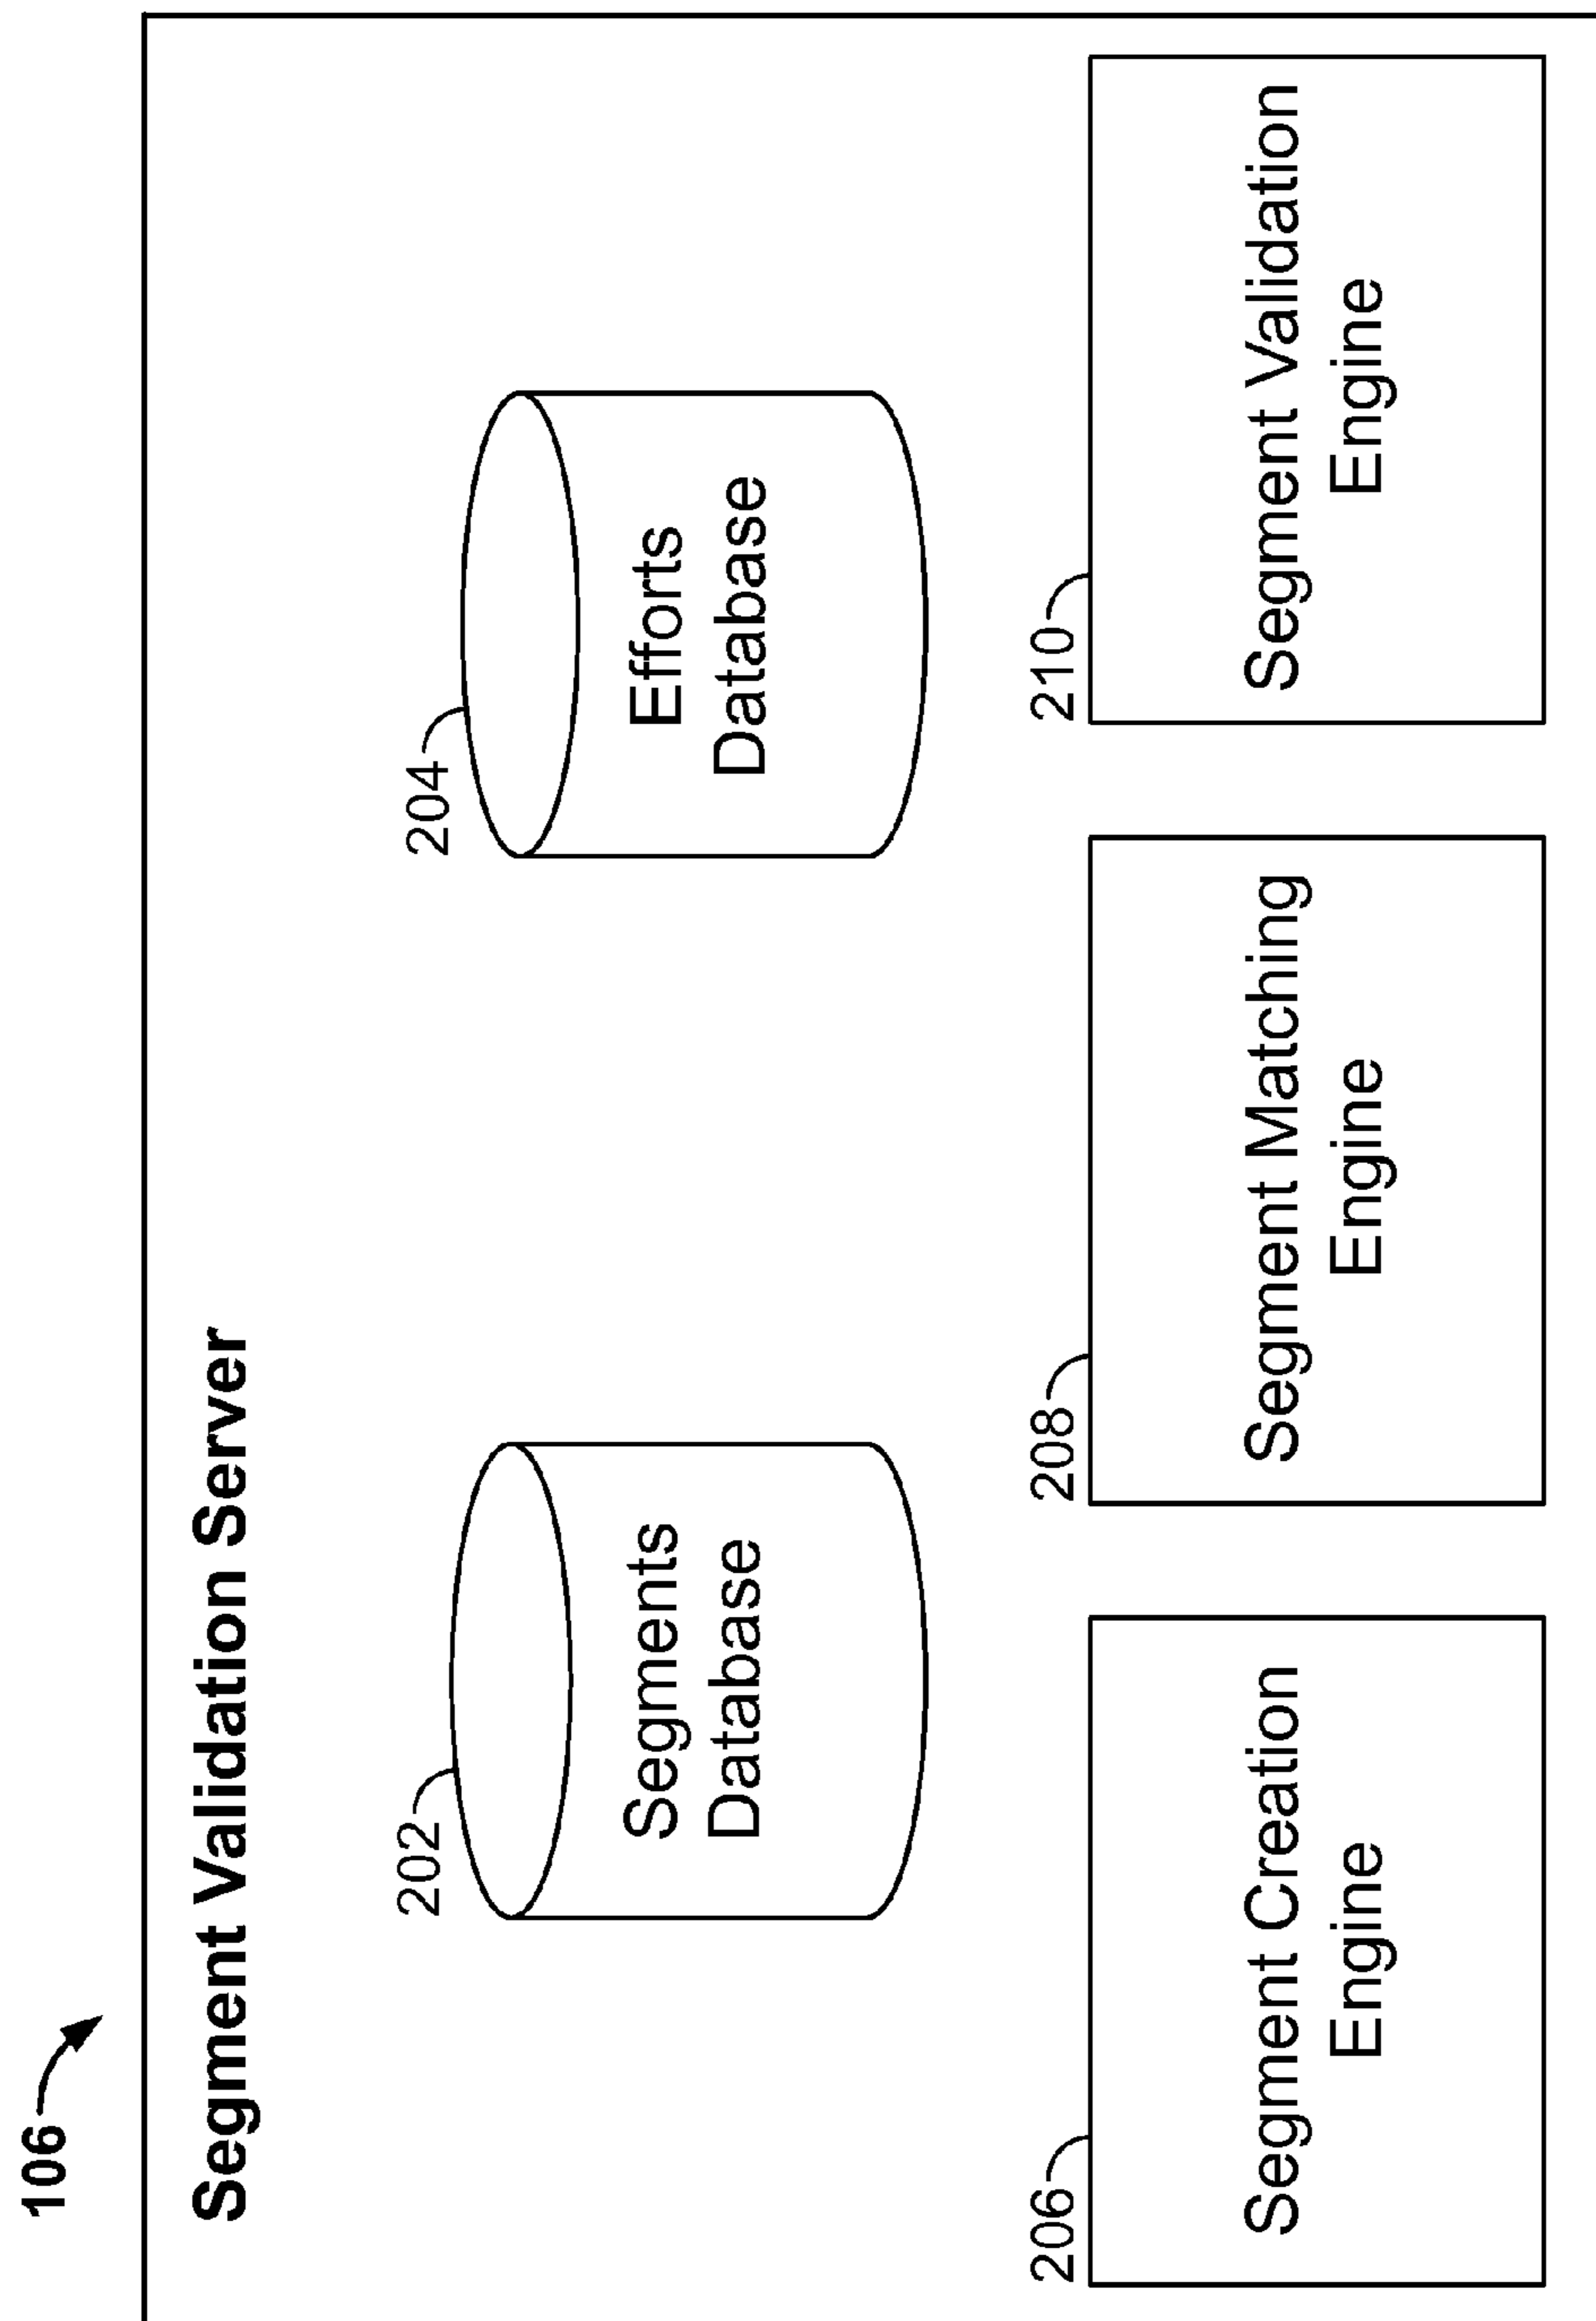 106
Segment Validation Server
202
Segments
Database
204
Efforts
Database
206
Segment Creation
Engine
208
Segment Matching
Engine
210
Segment Validation
Engine